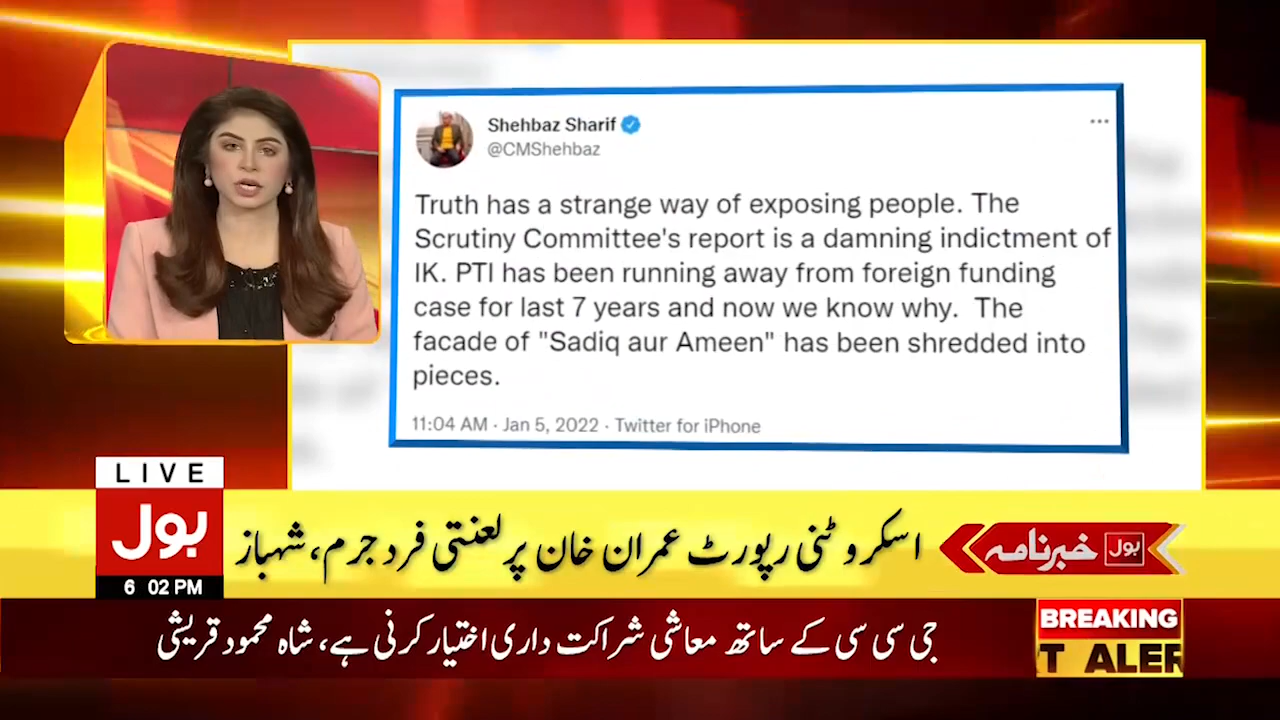 Shehbaz Sharif
@CMShehbaz
Truth has a strange way of exposing people. The
Scrutiny Committee's report is a damning indictment of
IK. PTI has been running away from foreign funding
case for last 7 years and now we know why. The
facade of "Sadiq aur Ameen" has been shredded into
pieces.
11:04 AM · Jan 5, 2022 · Twitter for iPhone
LIVE
بول
6 02 PM
بول خبرنامہ
اسکروٹنی رپورٹ عمران خان پر لعنتی فرد جرم، شہباز
جی سی سی کے ساتھ معاشی شراکت داری اختیار کرنی ہے، شاہ محمود قریشی
BREAKING
T ALER